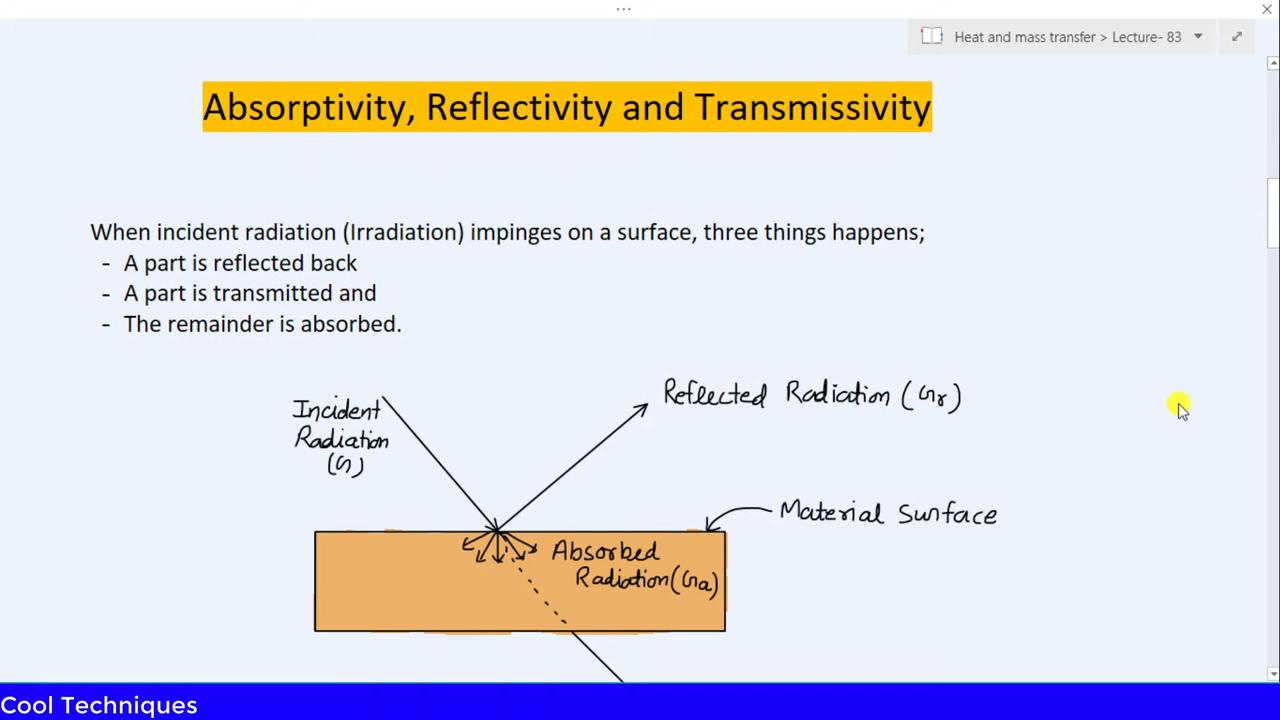 ...
Heat and mass transfer > Lecture- 83
Absorptivity, Reflectivity and Transmissivity
When incident radiation (Irradiation) impinges on a surface, three things happens;
- A part is reflected back
- A part is transmitted and
- The remainder is absorbed.
Reflected Radiation (Gr)
Incident
Radiation
(G)
Material Surface
Absorbed
Radiation (Ga)
Cool Techniques